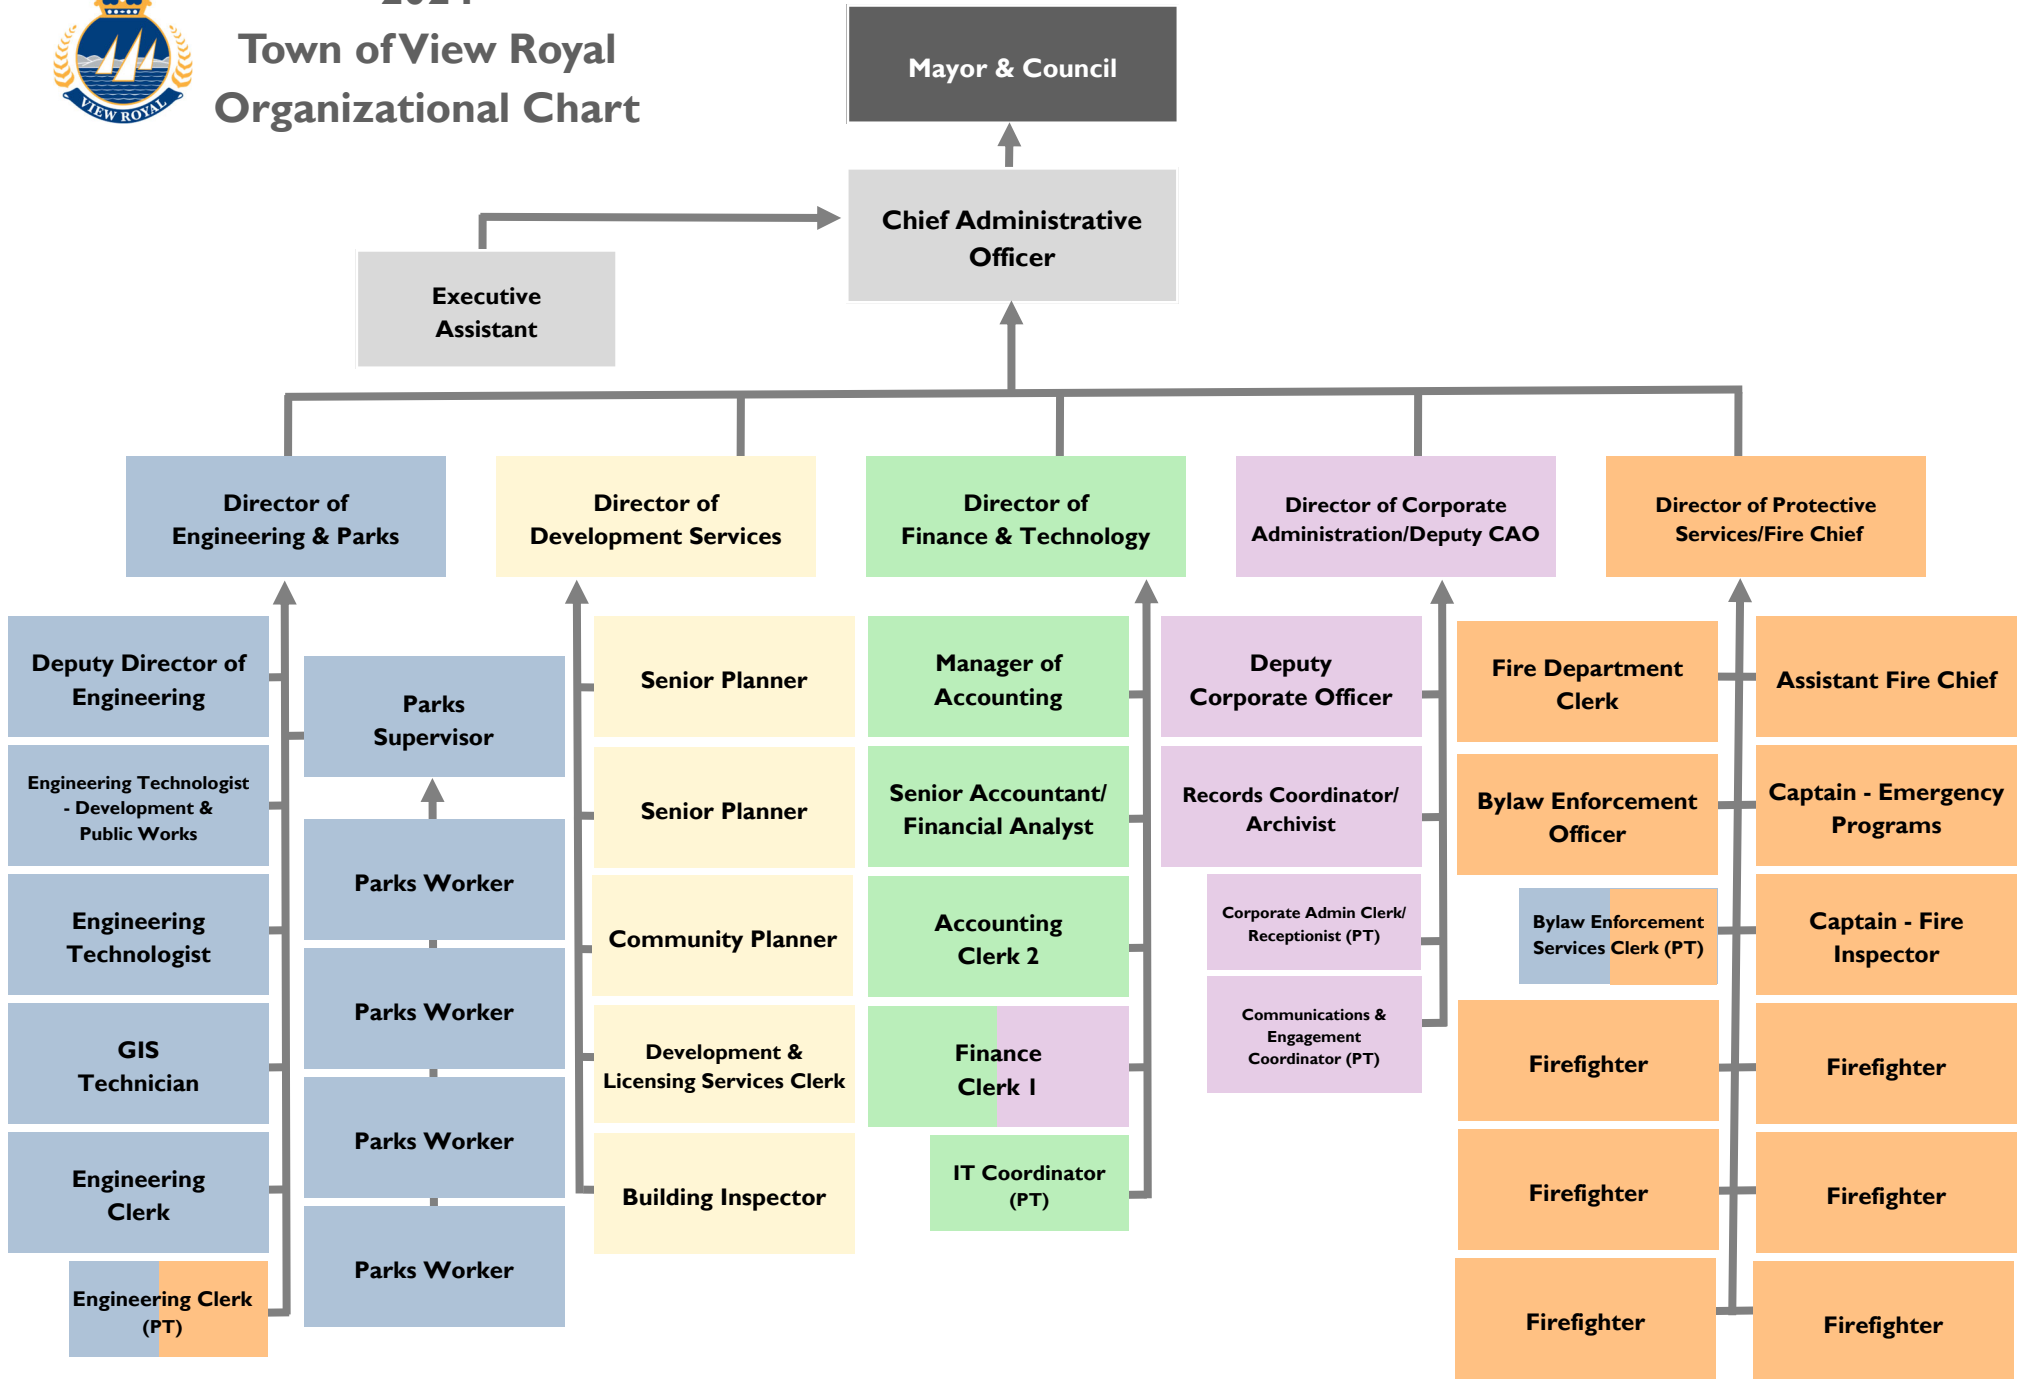 2024
Town of View Royal
Organizational Chart
VIEW ROYAL
Mayor & Council
Chief Administrative
Officer
Executive
Assistant
Director of
Engineering & Parks
Director of
Development Services
Director of
Finance & Technology
Director of Corporate
Administration/Deputy CAO
Director of Protective
Services/Fire Chief
Deputy Director of
Engineering
Engineering Technologist
- Development &
Public Works
Engineering
Technologist
GIS
Technician
Engineering
Clerk
Engineering Clerk
(PT)
Parks
Supervisor
Parks Worker
Parks Worker
Parks Worker
Parks Worker
Senior Planner
Senior Planner
Community Planner
Development &
Licensing Services Clerk
Building Inspector
Manager of
Accounting
Senior Accountant/
Financial Analyst
Accounting
Clerk 2
Finance
Clerk 1
IT Coordinator
(PT)
Deputy
Corporate Officer
Records Coordinator/
Archivist
Corporate Admin Clerk/
Receptionist (PT)
Communications &
Engagement
Coordinator (PT)
Fire Department
Clerk
Bylaw Enforcement
Officer
Bylaw Enforcement
Services Clerk (PT)
Firefighter
Firefighter
Firefighter
Assistant Fire Chief
Captain - Emergency
Programs
Captain - Fire
Inspector
Firefighter
Firefighter
Firefighter